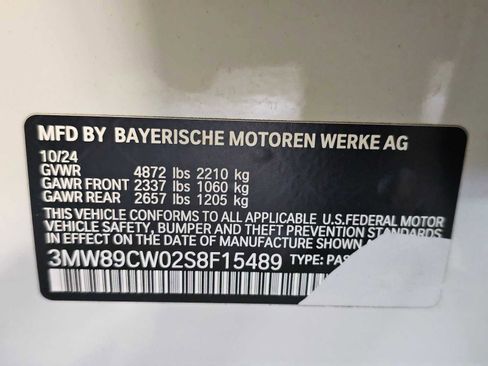 MFD BY BAYERISCHE MOTOREN WERKE AG
10/24
GVWR 4872 lbs 2210 kg
GAWR FRONT 2337 lbs 1060 kg
GAWR REAR 2657 lbs 1205 kg
THIS VEHICLE CONFORMS TO ALL APPLICABLE U.S.FEDERAL MOTOR
VEHICLE SAFETY, BUMPER AND THEFT PREVENTION STANDARDS
IN EFFECT ON THE DATE OF MANUFACTURE SHOWN ABOVE.
3MW89CW02S8F15489 TYPE: PAS